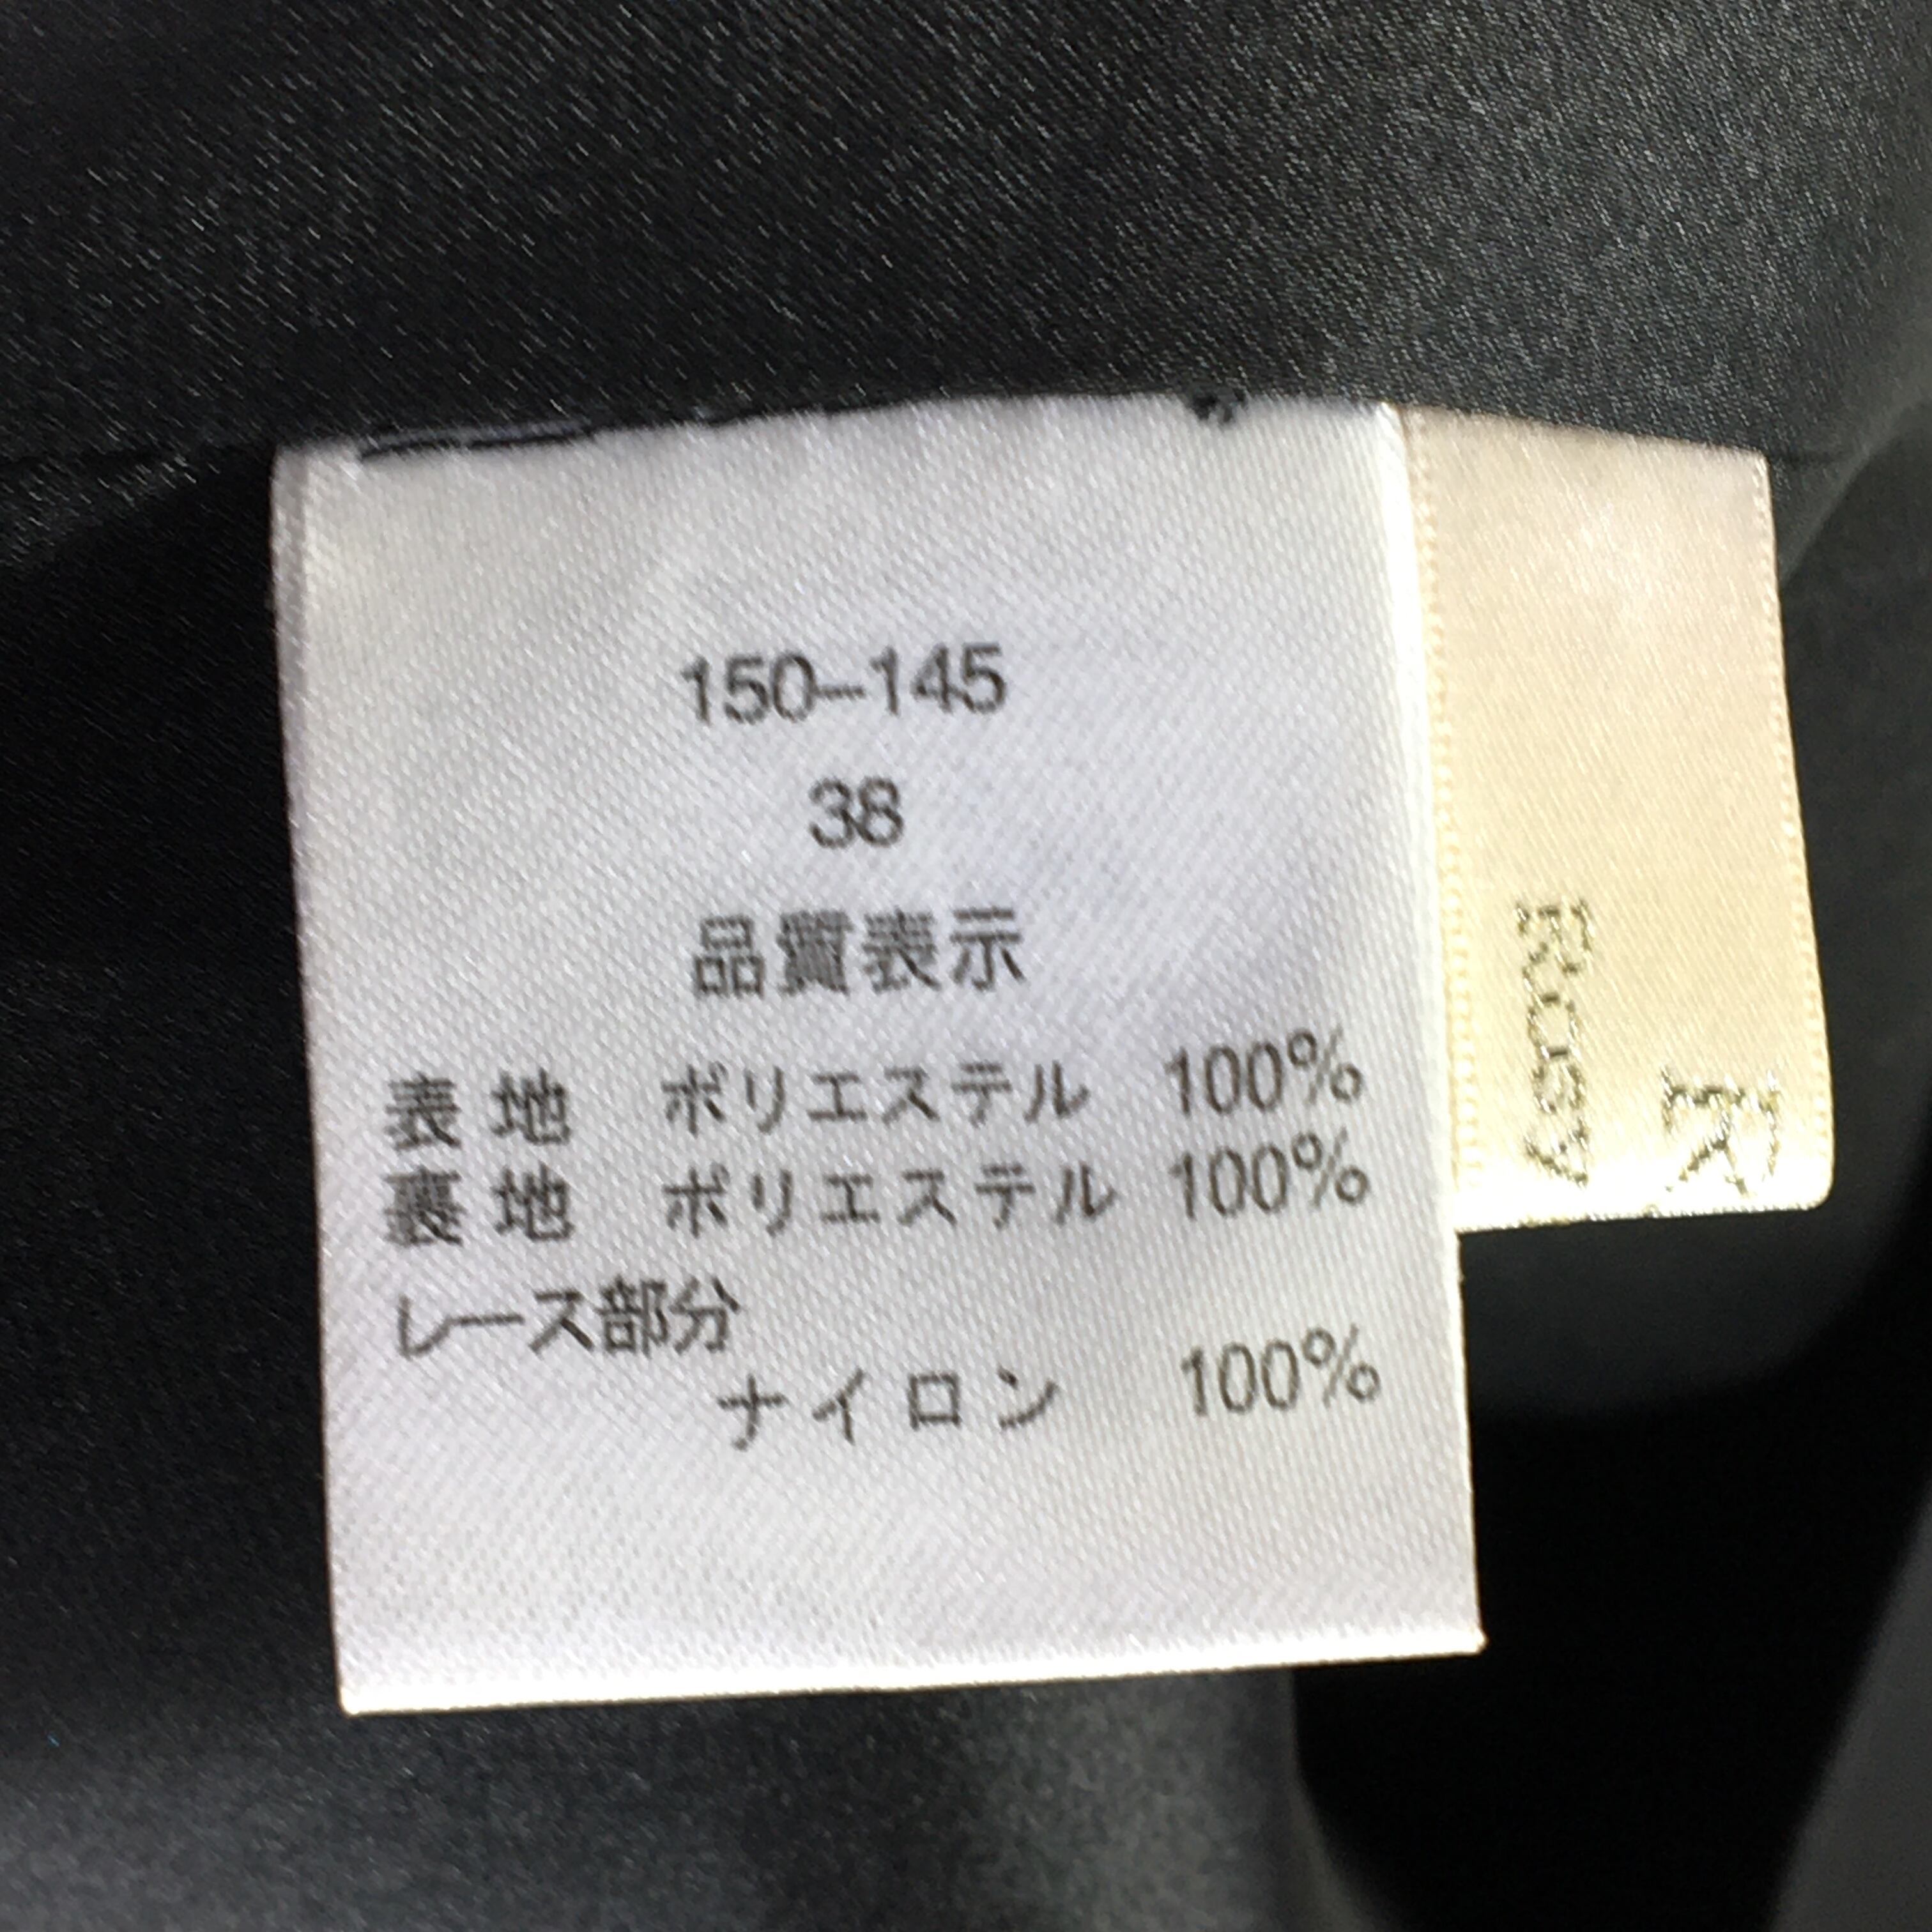 150-145
38
品質表示
表地 ポリエステル 100%
裏地 ポリエステル 100%
レース部分
ナイロン 100%
Rosy